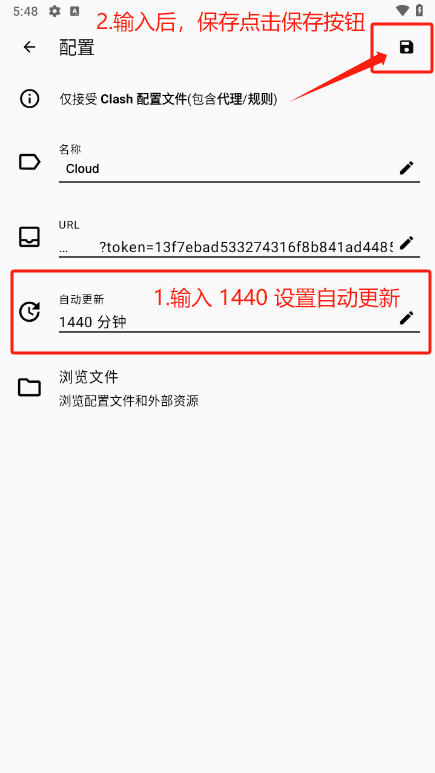 5:48
2.输入后，保存点击保存按钮
配置
仅接受 Clash 配置文件(包含代理/规则)
名称
Cloud
URL
... ?token=13f7ebad533274316f8b841ad448
自动更新
1.输入 1440 设置自动更新
1440 分钟
浏览文件
浏览配置文件和外部资源